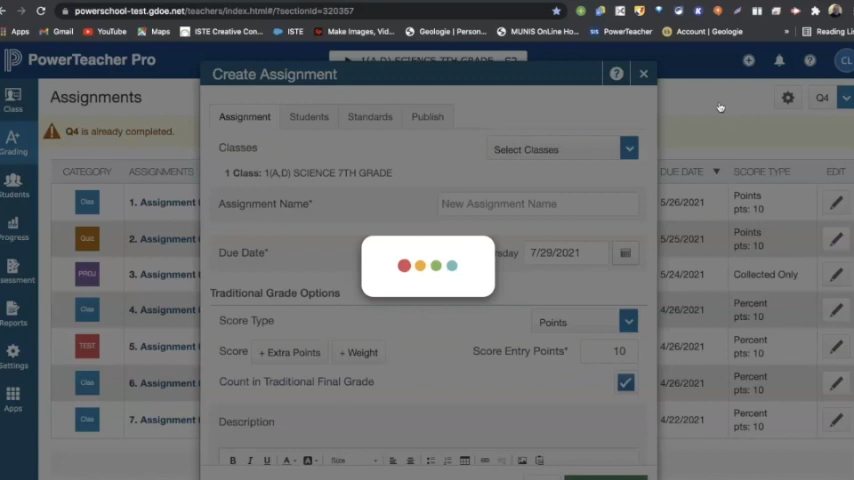 powerschool-test.gdoe.net/teachers/index.html#/?sectionid=320357
Apps Gmail YouTube Maps ISTE Creative Con... ISTE Make Images, Vid... Geologie | Person... MUNIS OnLine Ho... PowerTeacher Account | Geologie » Reading Li
PowerTeacher Pro
CL
Create Assignment
Assignments
Q4
Q4 is already completed.
Class
Grading
Students
Progress
Reports
Settings
Apps
Assignment Students Standards Publish
Classes Select Classes
1 Class: 1(A,D) SCIENCE 7TH GRADE
Assignment Name* New Assignment Name
Due Date* 7/29/2021
Traditional Grade Options
Score Type Points
Score + Extra Points + Weight Score Entry Points* 10
Count in Traditional Final Grade
Description
B I U A A Size
CATEGORY ASSIGNMENTS DUE DATE SCORE TYPE EDIT
Clas 1. Assignment 5/26/2021 Points pts: 10
Quic 2. Assignment 5/25/2021 Points pts: 10
PROJ 3. Assignment 5/24/2021 Collected Only
Clas 4. Assignment 4/26/2021 Percent pts: 10
TEST 5. Assignment 4/26/2021 Percent pts: 10
Clas 6. Assignment 4/26/2021 Percent pts: 10
Clas 7. Assignment 4/22/2021 Percent pts: 10